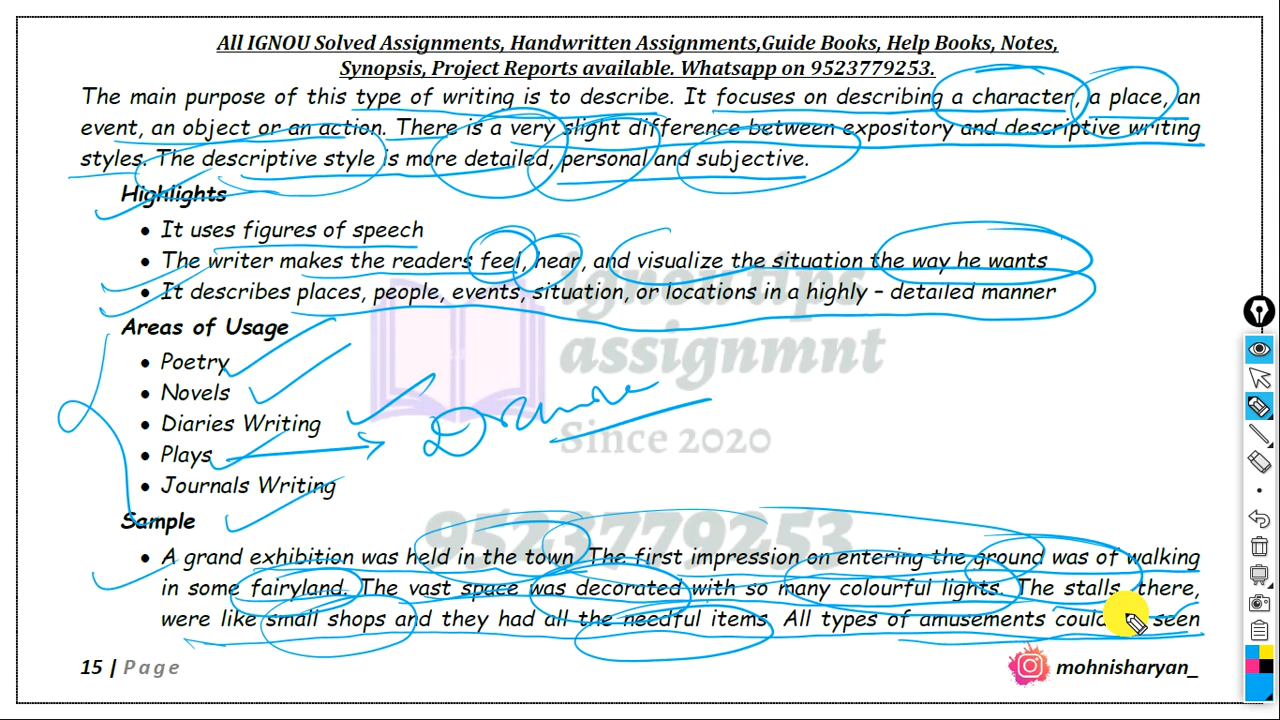 All IGNOU Solved Assignments, Handwritten Assignments,Guide Books, Help Books, Notes,
Synopsis, Project Reports available. Whatsapp on 9523779253.
The main purpose of this type of writing is to describe. It focuses on describing a character, a place, an
event, an object or an action. There is a very slight difference between expository and descriptive writing
styles. The descriptive style is more detailed, personal and subjective.
Highlights
• It uses figures of speech
• The writer makes the readers feel, hear, and visualize the situation the way he wants
• It describes places, people, events, situation, or locations in a highly – detailed manner
Areas of Usage
• Poetry
• Novels
• Diaries Writing
• Plays
• Journals Writing
ignou tips
assignmnt
Since 2020
9523779253
Sample
• A grand exhibition was held in the town. The first impression on entering the ground was of walking
in some fairyland. The vast space was decorated with so many colourful lights. The stalls there,
were like small shops and they had all the needful items. All types of amusements could seen
15 | Page
mohnisharyan_